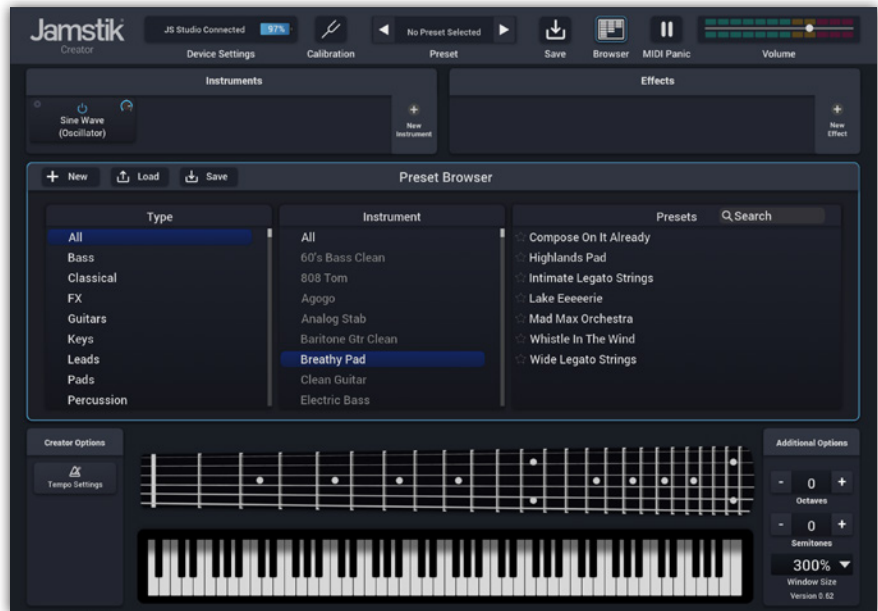 Jamstik
Creator
JS Studio Connected 97%
Device Settings
Calibration
No Preset Selected
Preset
Save
Browser
MIDI Panic
Volume
Instruments
Effects
Sine Wave
(Oscillator)
New
Instrument
New
Effect
New
Load
Save
Preset Browser
Type
All
Bass
Classical
FX
Guitars
Keys
Leads
Pads
Percussion
Instrument
All
60's Bass Clean
808 Tom
Agogo
Analog Stab
Baritone Gtr Clean
Breathy Pad
Clean Guitar
Electric Bass
Presets
Search
Compose On It Already
Highlands Pad
Intimate Legato Strings
Lake Eeeeerie
Mad Max Orchestra
Whistle In The Wind
Wide Legato Strings
Creator Options
Tempo Settings
Additional Options
- 0 +
Octaves
- 0 +
Semitones
300%
Window Size
Version 0.62